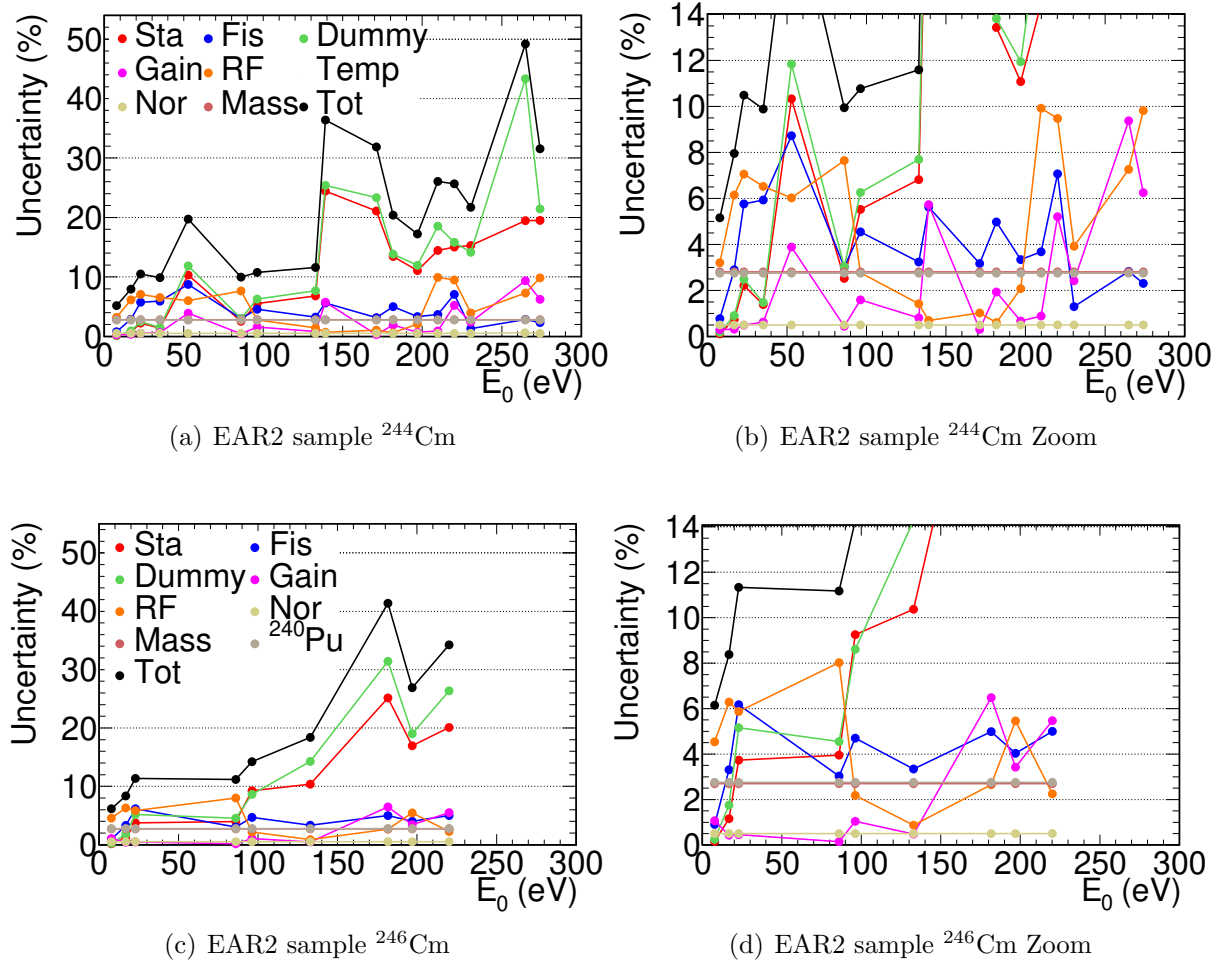 Uncertainty (%)
50
40
30
20
10
0
Sta Fis Dummy
Gain RF Temp
Nor Mass Tot
0 50 100 150 200 250 300
E₀ (eV)
(a) EAR2 sample ²⁴⁴Cm
Uncertainty (%)
14
12
10
8
6
4
2
0
0 50 100 150 200 250 300
E₀ (eV)
(b) EAR2 sample ²⁴⁴Cm Zoom
Uncertainty (%)
50
40
30
20
10
0
Sta Fis
Dummy Gain
RF Nor
Mass ²⁴⁰Pu
Tot
0 50 100 150 200 250 300
E₀ (eV)
(c) EAR2 sample ²⁴⁶Cm
Uncertainty (%)
14
12
10
8
6
4
2
0
0 50 100 150 200 250 300
E₀ (eV)
(d) EAR2 sample ²⁴⁶Cm Zoom